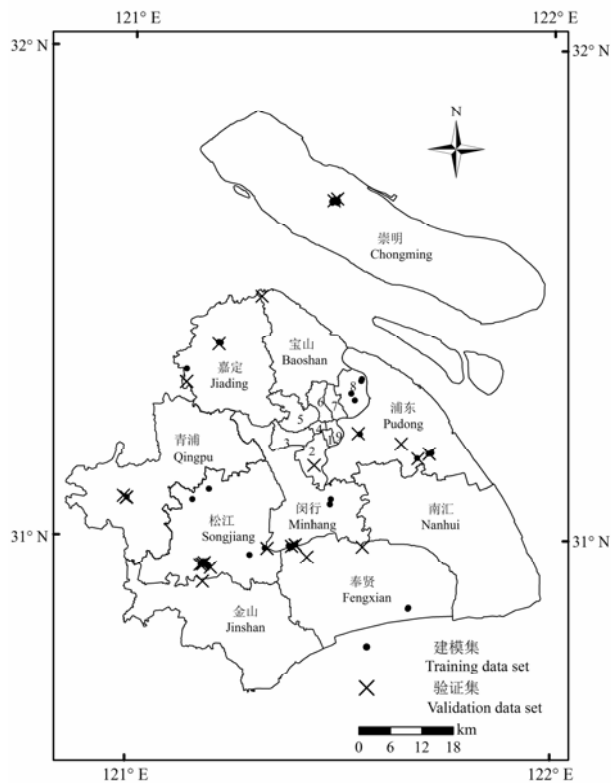 121° E
122° E
32° N
32° N
N
崇明
Chongming
宝山
Baoshan
嘉定
Jiading
8
6
7
5
浦东
Pudong
4
1
9
3
2
青浦
Qingpu
松江
Songjiang
闵行
Minhang
南汇
Nanhui
31° N
31° N
奉贤
Fengxian
金山
Jinshan
建模集
Training data set
验证集
Validation data set
km
0 6 12 18
121° E
122° E